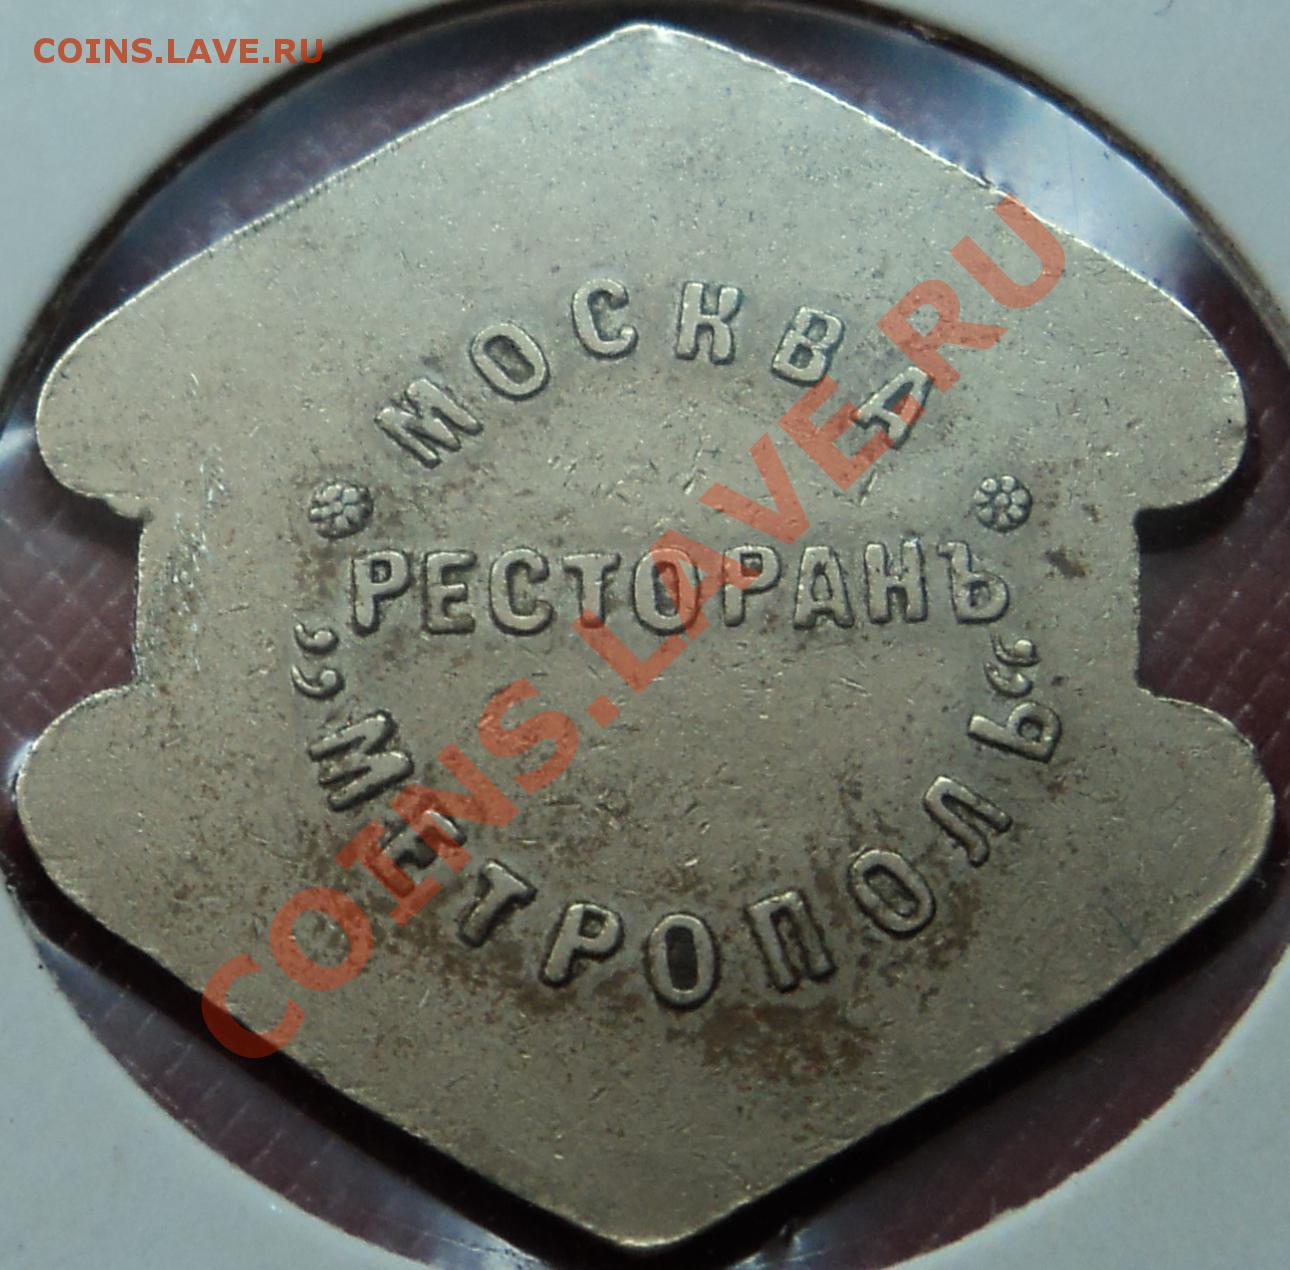 COINS.LAVE.RU
МОСКВА
РЕСТОРАНЪ
„МЕТРОПОЛЬ“
COINS.LAVE.RU